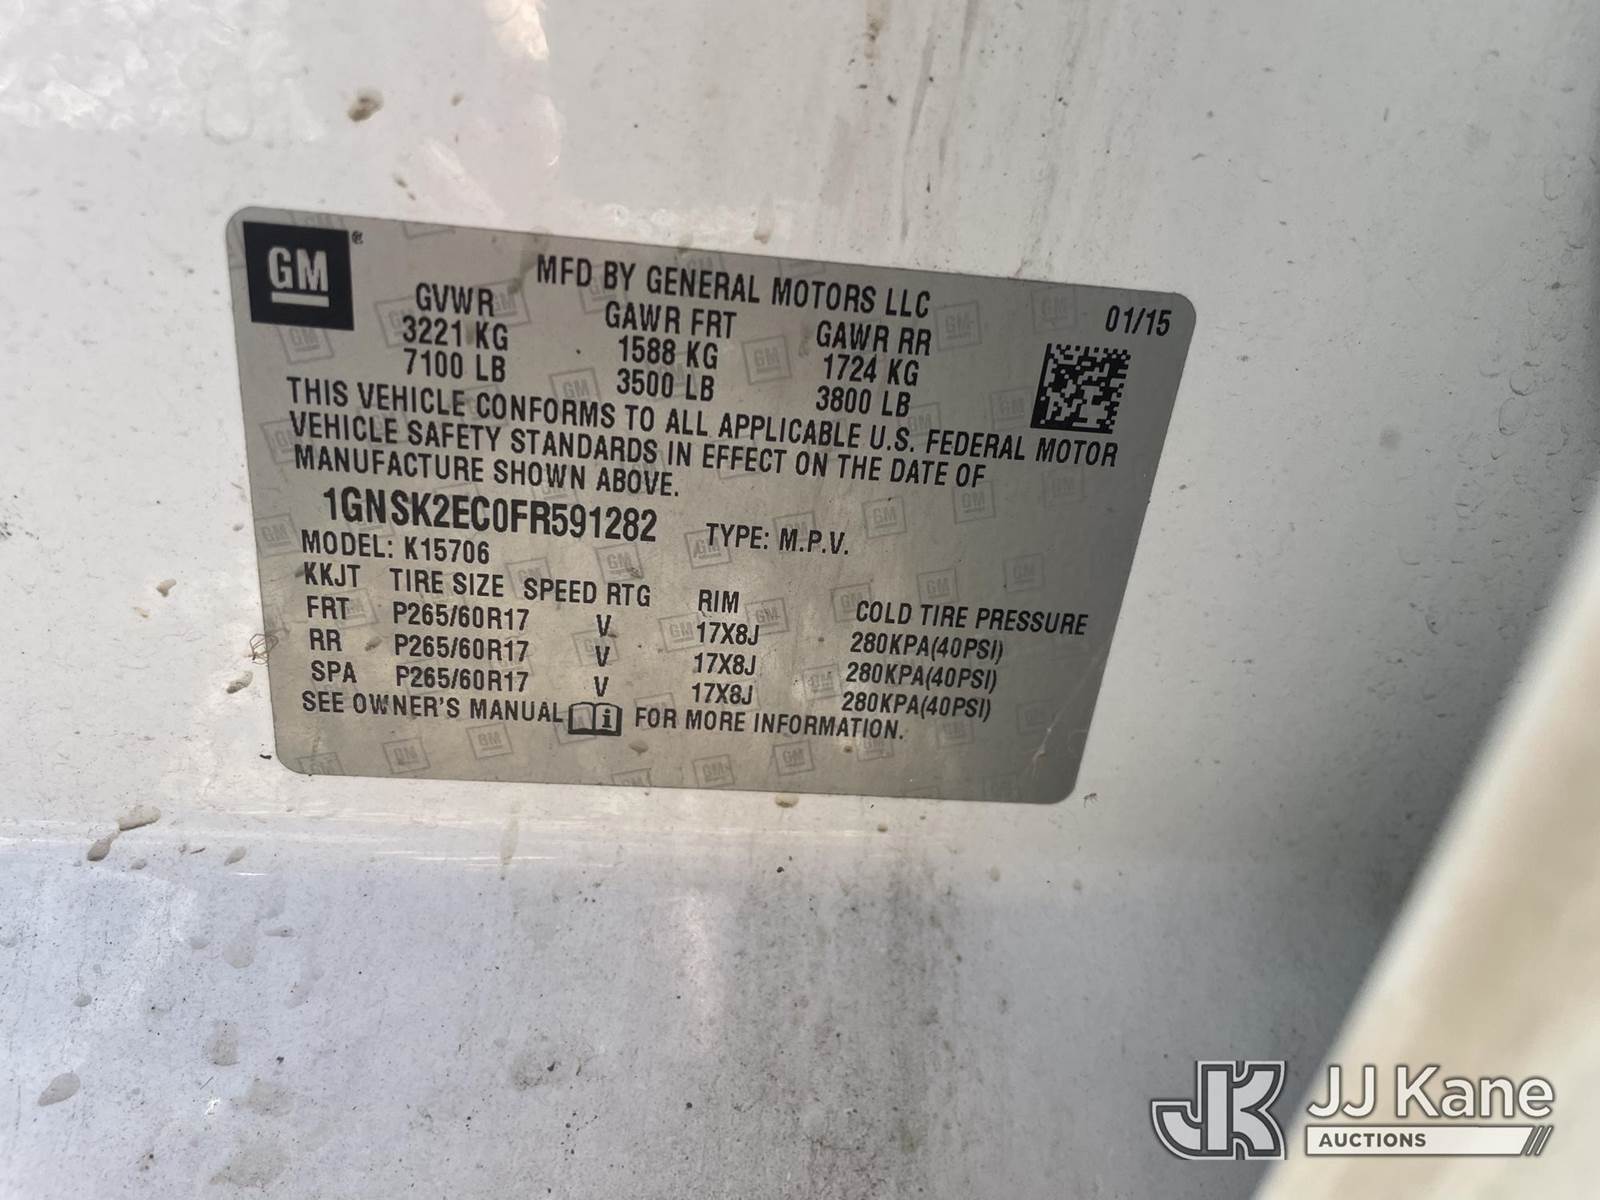 GM®
MFD BY GENERAL MOTORS LLC
01/15
GVWR GAWR FRT GAWR RR
3221 KG 1588 KG 1724 KG
7100 LB 3500 LB 3800 LB
THIS VEHICLE CONFORMS TO ALL APPLICABLE U.S. FEDERAL MOTOR
VEHICLE SAFETY STANDARDS IN EFFECT ON THE DATE OF
MANUFACTURE SHOWN ABOVE.
1GNSK2EC0FR591282 TYPE: M.P.V.
MODEL: K15706
KKJT TIRE SIZE SPEED RTG RIM COLD TIRE PRESSURE
FRT P265/60R17 V 17X8J 280KPA(40PSI)
RR P265/60R17 V 17X8J 280KPA(40PSI)
SPA P265/60R17 V 17X8J 280KPA(40PSI)
SEE OWNER'S MANUAL i FOR MORE INFORMATION.
JK JJ Kane
AUCTIONS